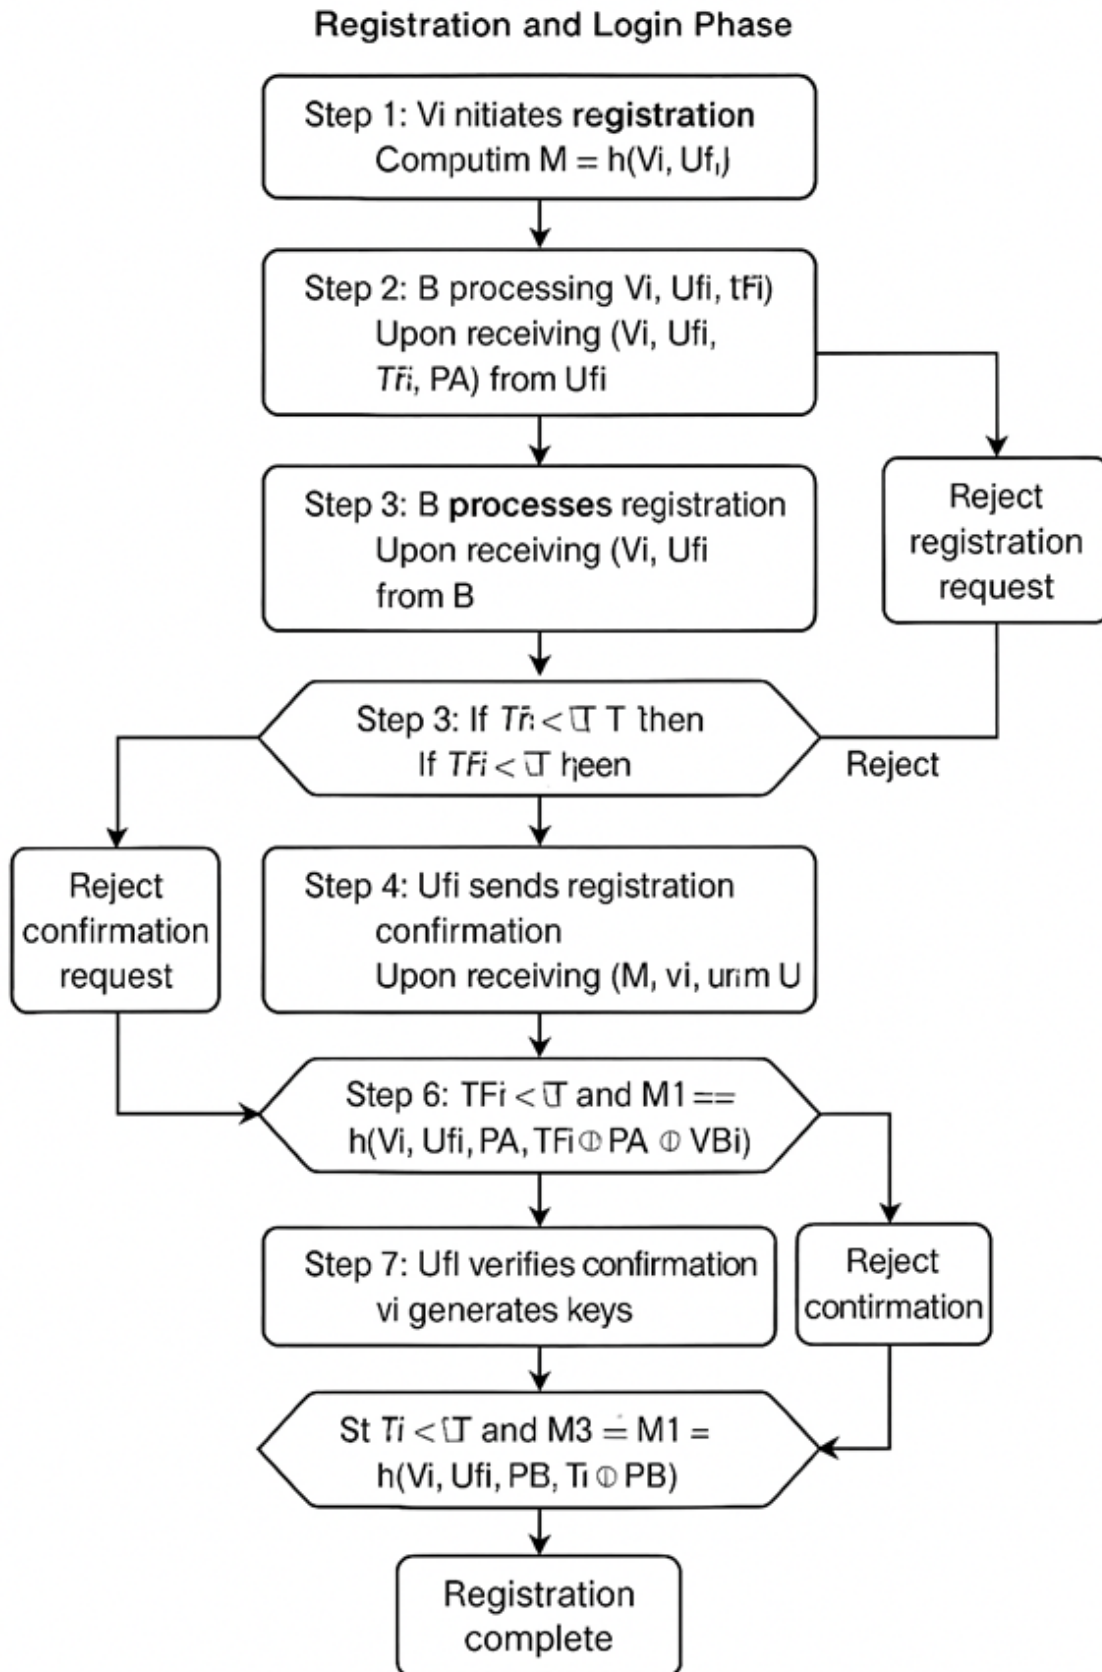 Registration and Login Phase
Step 1: Vi nitiates registration
Computim M = h(Vi, Ufi)
Step 2: B processing Vi, Ufi, tFi)
Upon receiving (Vi, Ufi,
TFi, PA) from Ufi
Step 3: B processes registration
Upon receiving (Vi, Ufi
from B
Reject
registration
request
Step 3: If < T then
If TFi <
Reject
Reject
confirmation
request
Step 4: Ufi sends registration
confirmation
Upon receiving (M, vi, U
Step 6: TFi < and M1 ==
h(Vi, Ufi, PA, TFi ⊕ PA ⊕ VBi)
Step 7: Ufl verifies confirmation
vi generates keys
Reject
contirmation
St Ti < and M3 = M1 =
h(Vi, Ufi, PB, Ti ⊕ PB)
Registration
complete